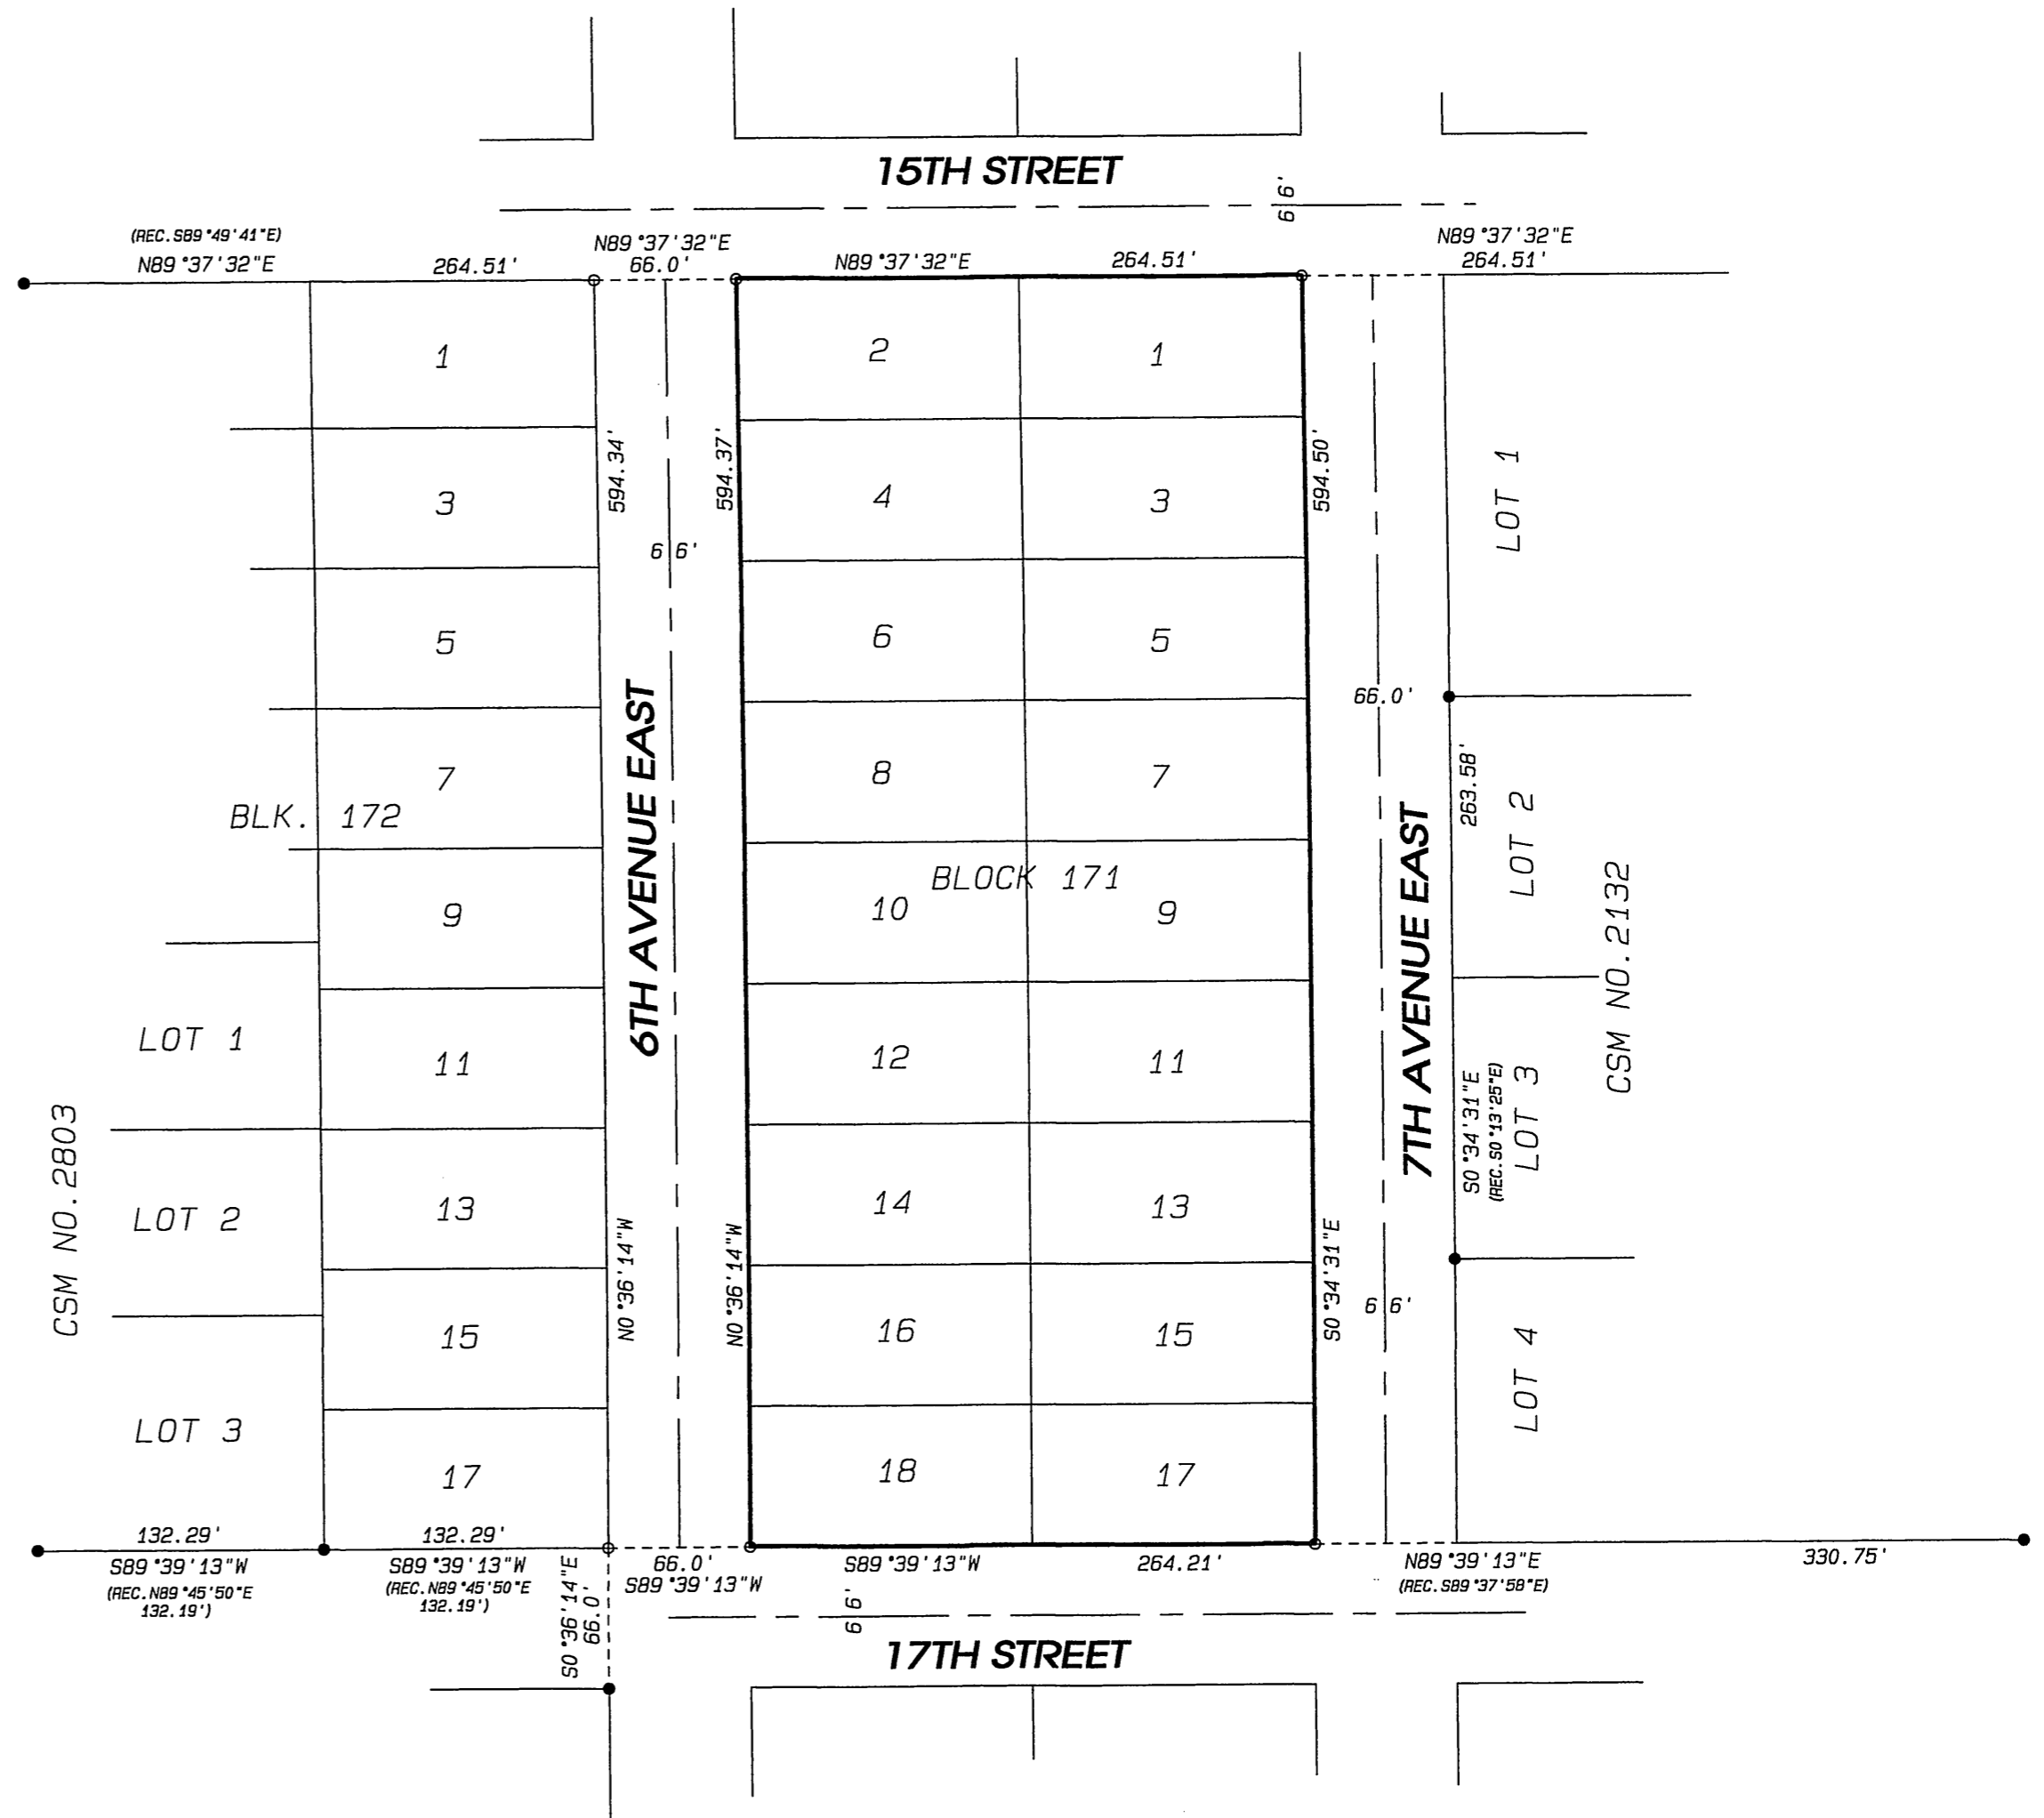 15TH STREET
66'
(REC.S89°49'41"E)
N89°37'32"E
264.51'
N89°37'32"E
66.0'
N89°37'32"E
264.51'
N89°37'32"E
264.51'
1
2
1
3
4
3
594.34'
594.37'
594.50'
LOT 1
66'
5
6
5
66.0'
7
8
7
BLK. 172
6TH AVENUE EAST
263.58'
LOT 2
7TH AVENUE EAST
BLOCK 171
9
10
9
CSM NO.2132
LOT 1
11
12
11
S0°34'31"E
(REC.S0°13'25"E)
LOT 3
CSM NO.2803
LOT 2
13
14
13
N0°36'14"W
N0°36'14"W
S0°34'31"E
66'
15
16
15
LOT 4
LOT 3
17
18
17
132.29'
S89°39'13"W
(REC.N89°45'50"E
132.19')
132.29'
S89°39'13"W
(REC.N89°45'50"E
132.19')
S0°36'14"E
66.0'
66.0'
S89°39'13"W
S89°39'13"W
264.21'
N89°39'13"E
(REC.S89°37'58"E)
330.75'
66'
17TH STREET